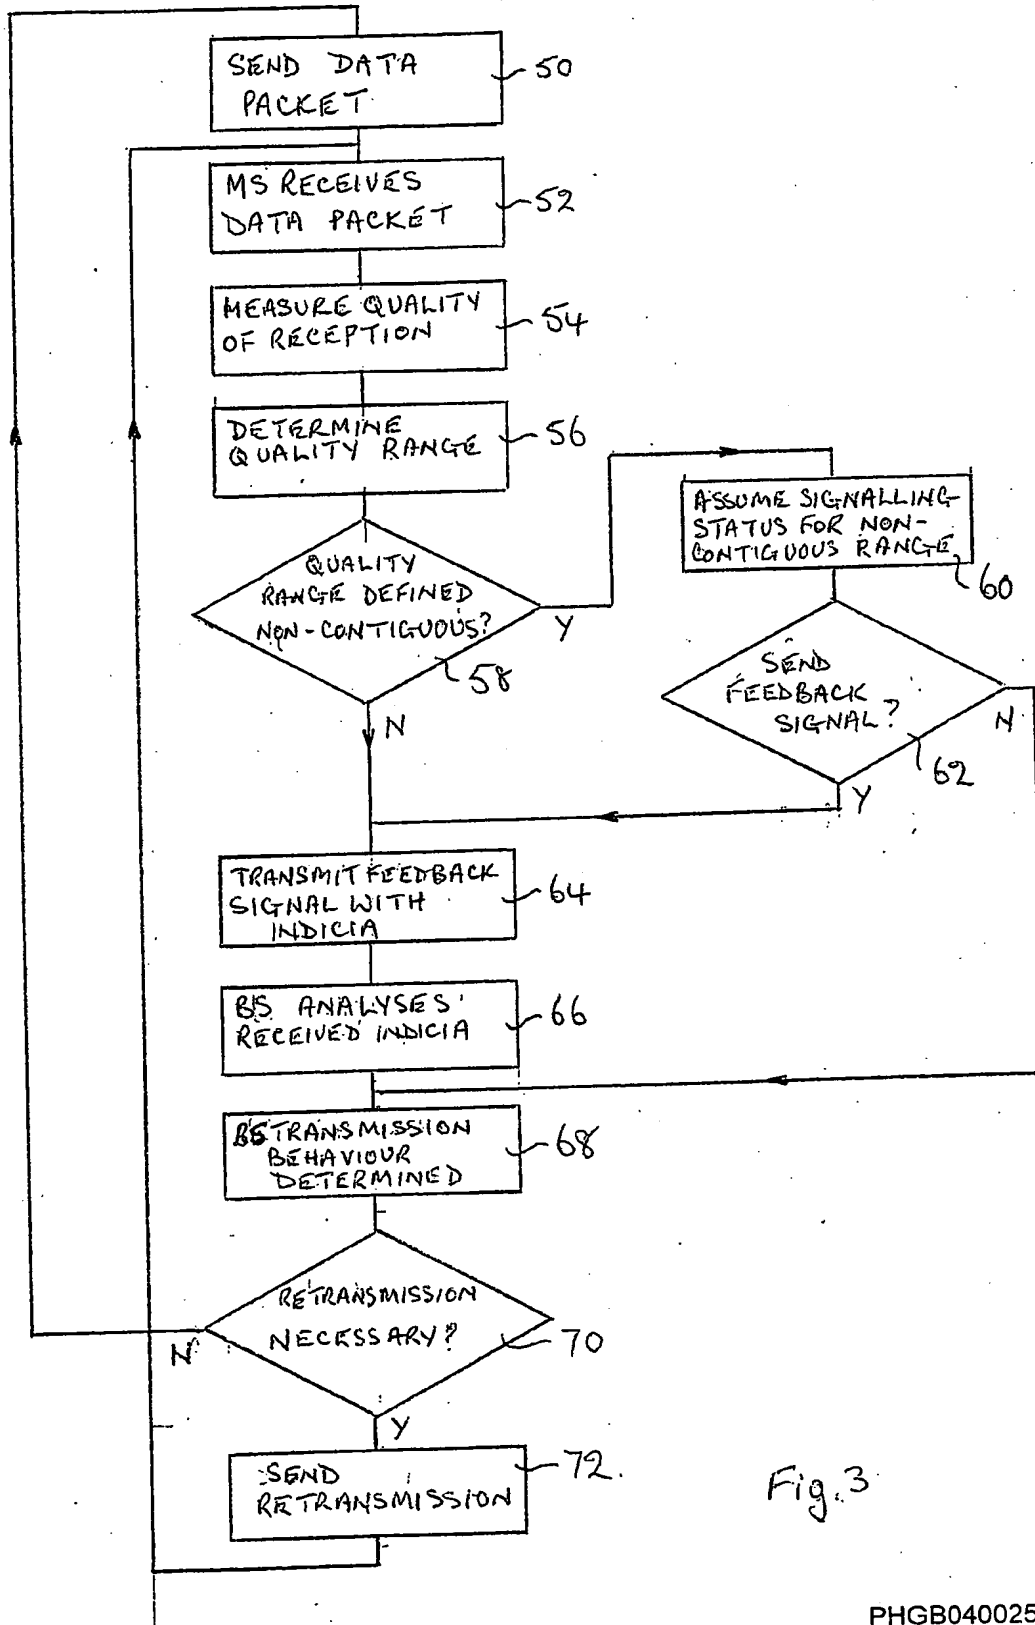 SEND DATA
PACKET
50
MS RECEIVES
DATA PACKET
52
MEASURE QUALITY
OF RECEPTION
54
DETERMINE
QUALITY RANGE
56
QUALITY
RANGE DEFINED
NON-CONTIGUOUS?
Y
58
N
ASSUME SIGNALLING
STATUS FOR NON-
CONTIGUOUS RANGE
60
SEND
FEEDBACK
SIGNAL?
N
62
Y
TRANSMIT FEEDBACK
SIGNAL WITH
INDICIA
64
BS ANALYSES
RECEIVED INDICIA
66
RETRANSMISSION
BEHAVIOUR
DETERMINED
68
RETRANSMISSION
NECESSARY?
70
N
Y
SEND
RETRANSMISSION
72.
Fig.3
PHGB040025